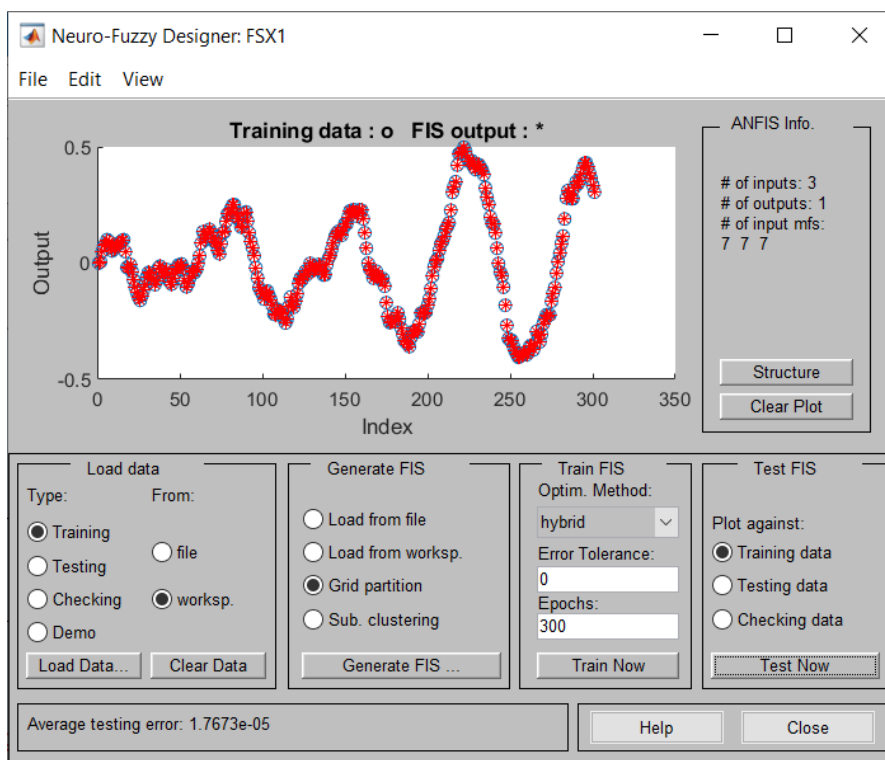 Neuro-Fuzzy Designer: FSX1
File Edit View
Training data : o FIS output : *
0.5
0
-0.5
Output
0 50 100 150 200 250 300 350
Index
ANFIS Info.
# of inputs: 3
# of outputs: 1
# of input mfs:
7 7 7
Structure
Clear Plot
Load data
Type: From:
Training
file
Testing
Checking
worksp.
Demo
Load Data... Clear Data
Generate FIS
Load from file
Load from worksp.
Grid partition
Sub. clustering
Generate FIS ...
Train FIS
Optim. Method:
hybrid
Error Tolerance:
0
Epochs:
300
Train Now
Test FIS
Plot against:
Training data
Testing data
Checking data
Test Now
Average testing error: 1.7673e-05
Help Close